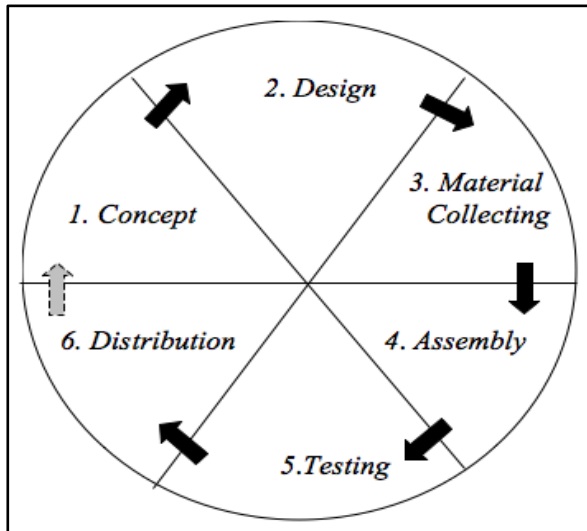 1. Concept
2. Design
3. Material
Collecting
4. Assembly
5.Testing
6. Distribution